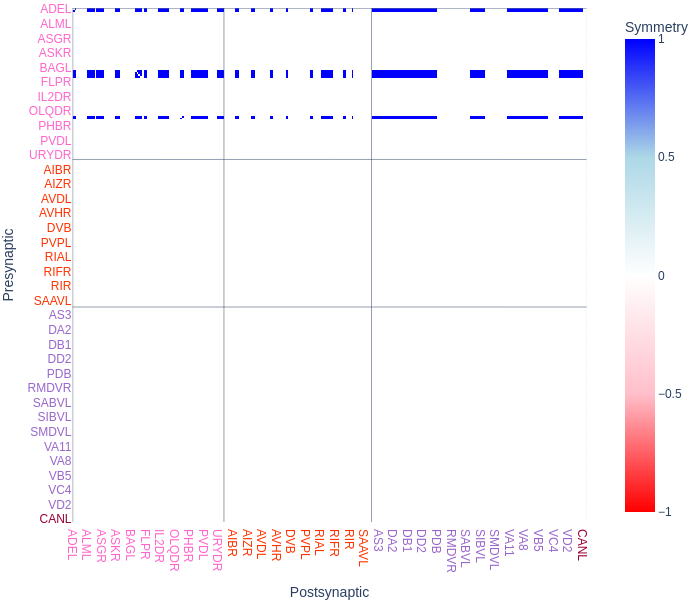 Symmetry
1
0.5
0
−0.5
−1
Presynaptic
ADEL
ALML
ASGR
ASKR
BAGL
FLPR
IL2DR
OLQDR
PHBR
PVDL
URYDR
AIBR
AIZR
AVDL
AVHR
DVB
PVPL
RIAL
RIFR
RIR
SAAVL
AS3
DA2
DB1
DD2
PDB
RMDVR
SABVL
SIBVL
SMDVL
VA11
VA8
VB5
VC4
VD2
CANL
ADEL
ALML
ASGR
ASKR
BAGL
FLPR
IL2DR
OLQDR
PHBR
PVDL
URYDR
AIBR
AIZR
AVDL
AVHR
DVB
PVPL
RIAL
RIFR
RIR
SAAVL
AS3
DA2
DB1
DD2
PDB
RMDVR
SABVL
SIBVL
SMDVL
VA11
VA8
VB5
VC4
VD2
CANL
Postsynaptic